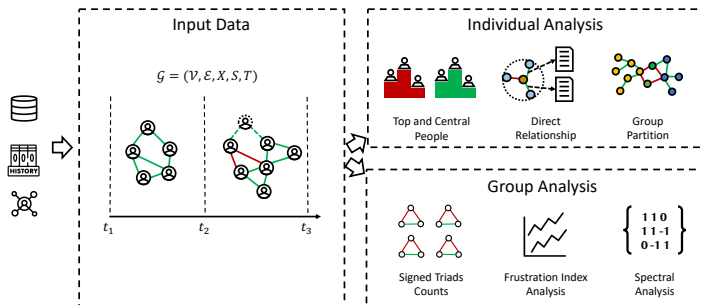 Input Data
𝒢 = (𝒱, ℰ, X, S, T)
HISTORY
t₁
t₂
t₃
Individual Analysis
Top and Central
People
Direct
Relationship
Group
Partition
Group Analysis
Signed Triads
Counts
Frustration Index
Analysis
1 1 0
1 1 -1
0 -1 1
Spectral
Analysis